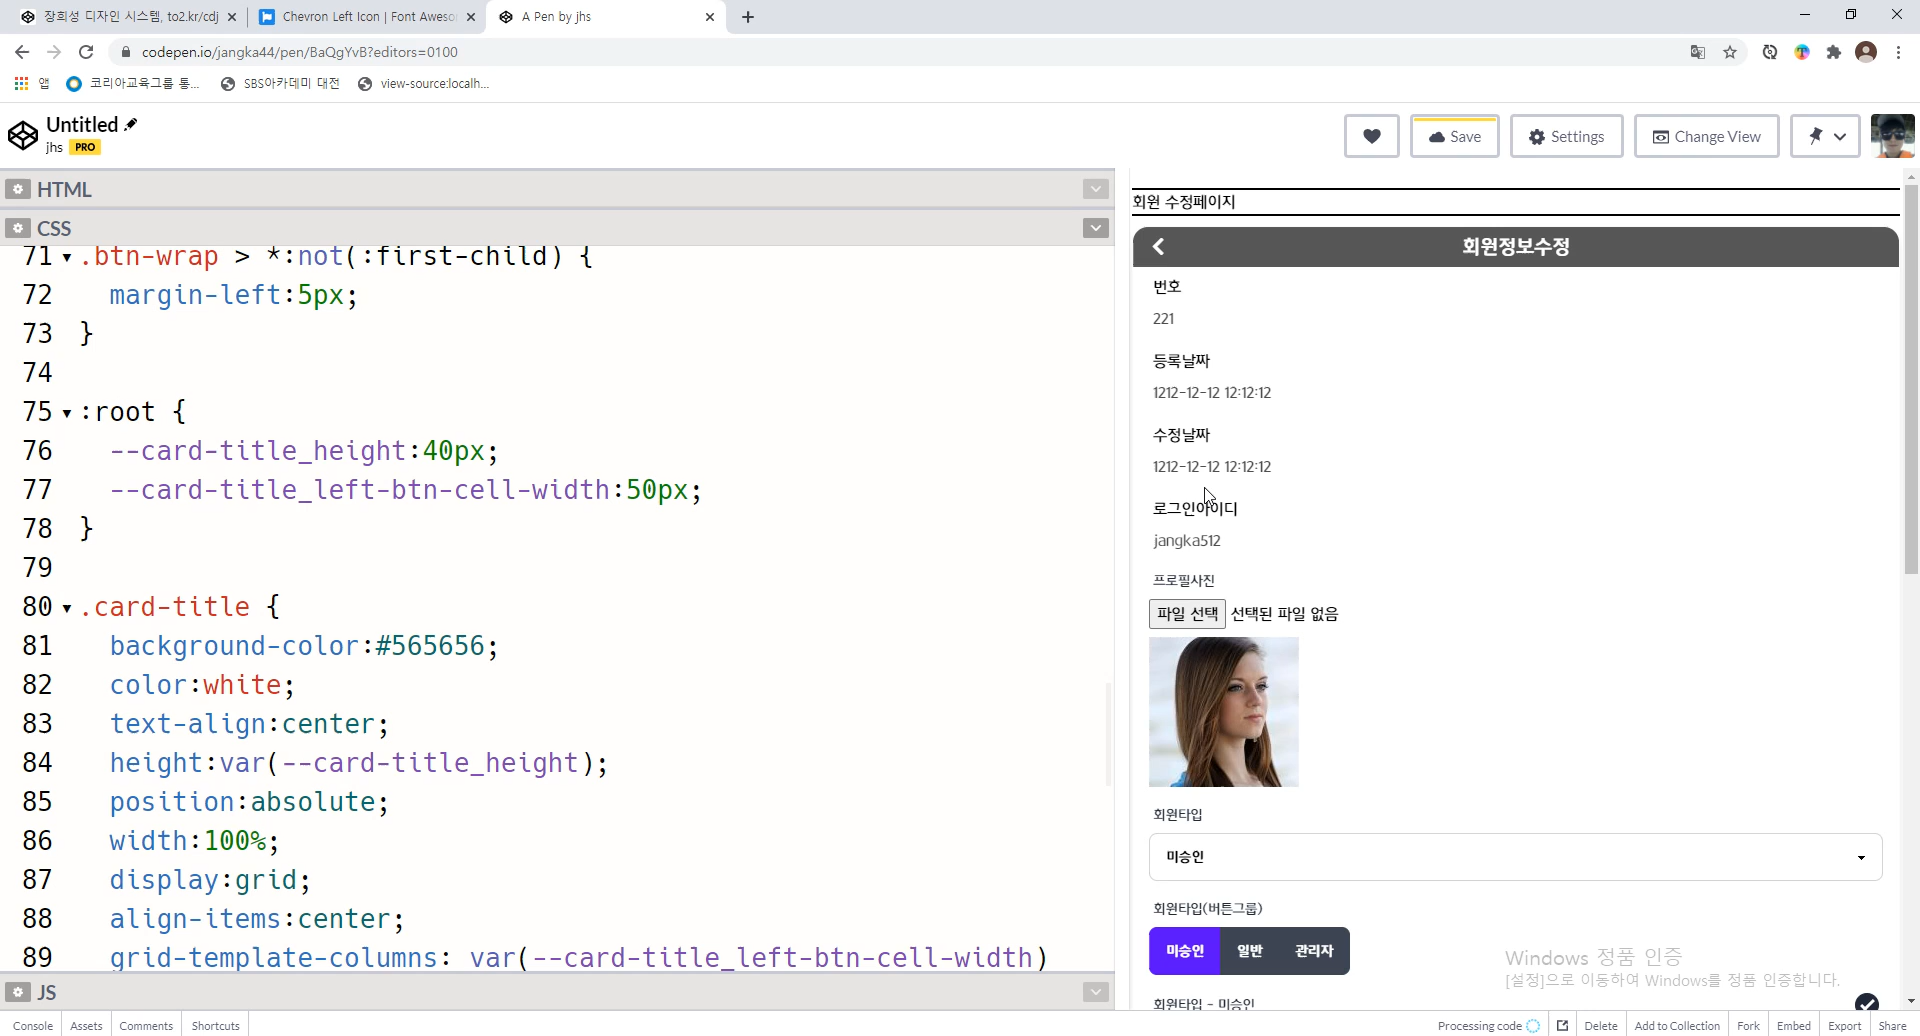 장희성 디자인 시스템, to2.kr/cdj
Chevron Left Icon | Font Aweso
A Pen by jhs
codepen.io/jangka44/pen/BaQgYvB?editors=0100
앱
코리아교육그룹 통...
SBS아카데미 대전
view-source:localh...
Untitled
jhs PRO
Save
Settings
Change View
HTML
CSS
71 .btn-wrap > *:not(:first-child) {
72 margin-left:5px;
73 }
74
75 :root {
76 --card-title_height:40px;
77 --card-title_left-btn-cell-width:50px;
78 }
79
80 .card-title {
81 background-color:#565656;
82 color:white;
83 text-align:center;
84 height:var(--card-title_height);
85 position:absolute;
86 width:100%;
87 display:grid;
88 align-items:center;
89 grid-template-columns: var(--card-title_left-btn-cell-width)
JS
회원 수정페이지
회원정보수정
번호
221
등록날짜
1212-12-12 12:12:12
수정날짜
1212-12-12 12:12:12
로그인아이디
jangka512
프로필사진
파일 선택 선택된 파일 없음
회원타입
미승인
회원타입(버튼그룹)
미승인 일반 관리자
회원타입 - 미승인
Windows 정품 인증
[설정]으로 이동하여 Windows를 정품 인증합니다.
Console Assets Comments Shortcuts
Processing code Delete Add to Collection Fork Embed Export Share